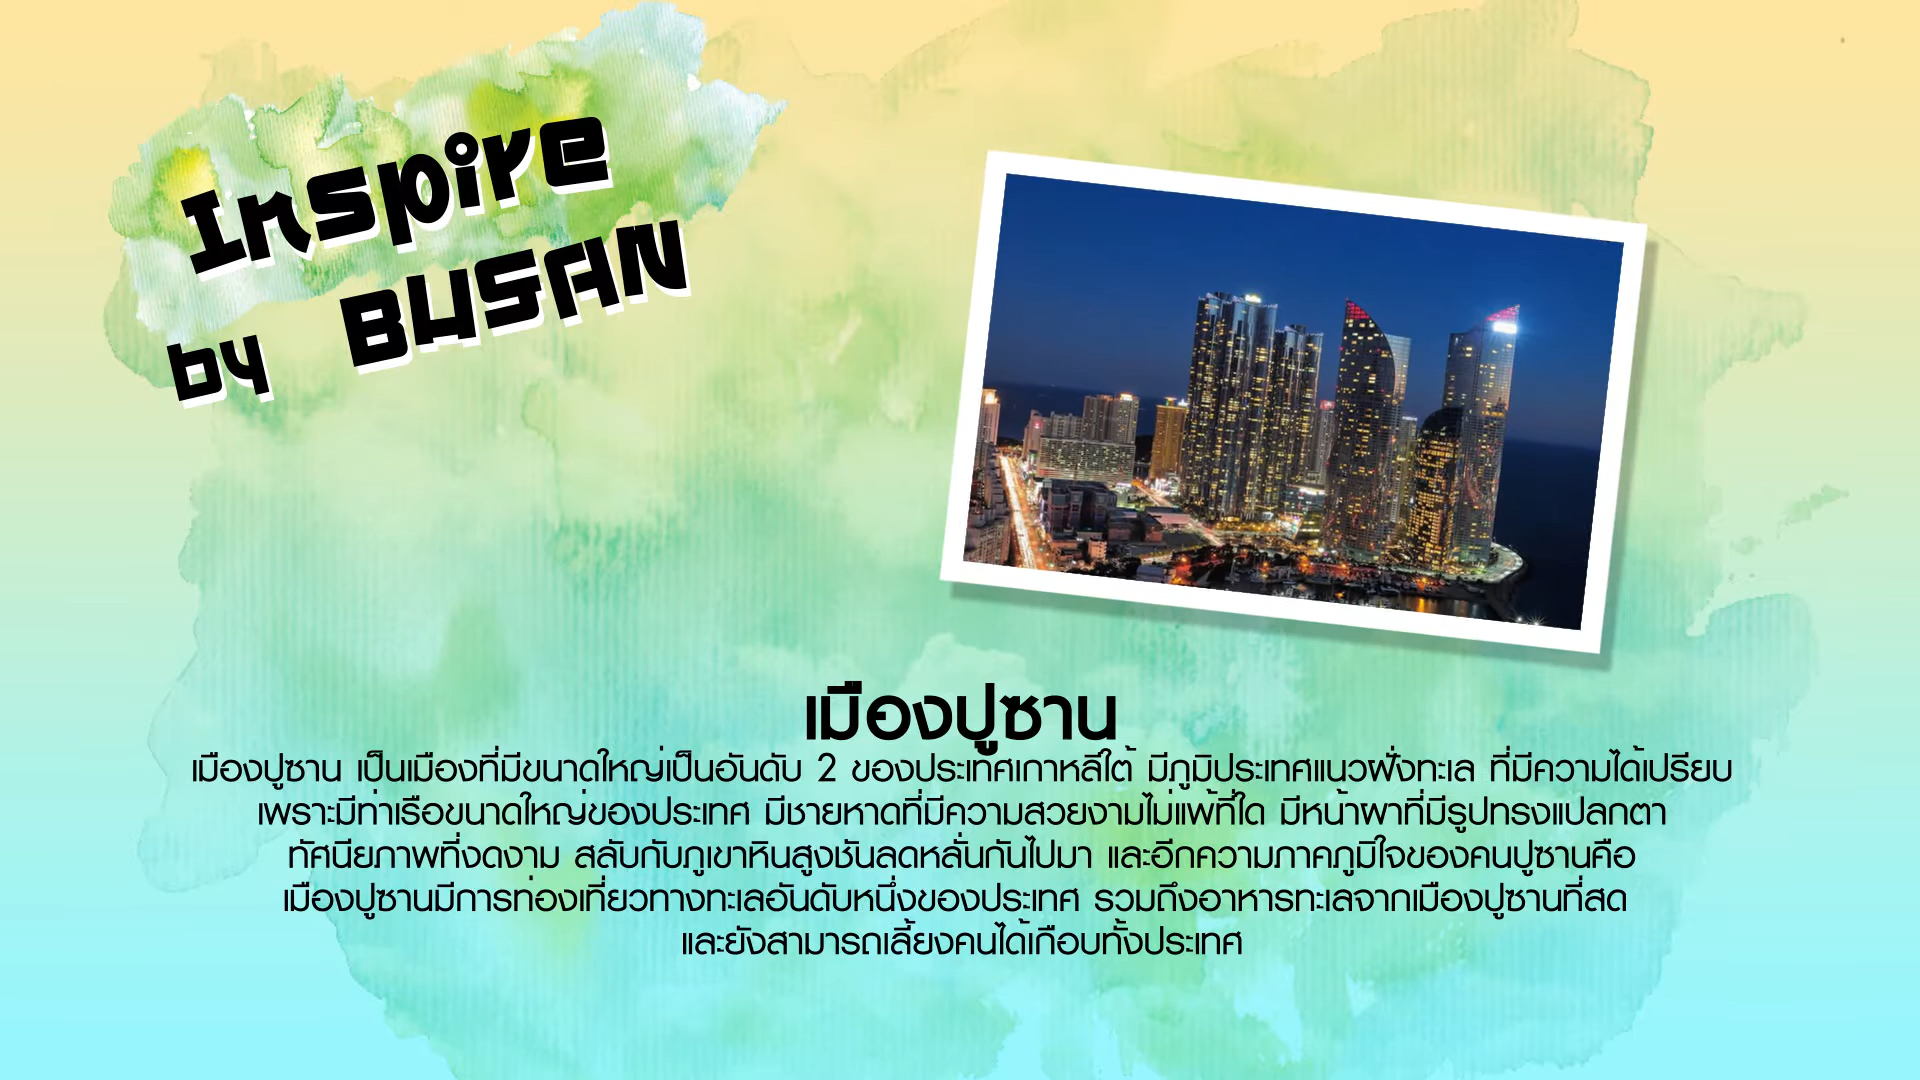 Inspire
by BUSAN
เมืองปูซาน
เมืองปูซาน เป็นเมืองที่มีขนาดใหญ่เป็นอันดับ 2 ของประเทศเกาหลีใต้ มีภูมิประเทศแนวฝั่งทะเล ที่มีความได้เปรียบ
เพราะมีท่าเรือขนาดใหญ่ของประเทศ มีชายหาดที่มีความสวยงามไม่แพ้ที่ใด มีหน้าผาที่มีรูปทรงแปลกตา
ทัศนียภาพที่งดงาม สลับกับภูเขาหินสูงชันลดหลั่นกันไปมา และอีกความภาคภูมิใจของคนปูซานคือ
เมืองปูซานมีการท่องเที่ยวทางทะเลอันดับหนึ่งของประเทศ รวมถึงอาหารทะเลจากเมืองปูซานที่สด
และยังสามารถเลี้ยงคนได้เกือบทั้งประเทศ